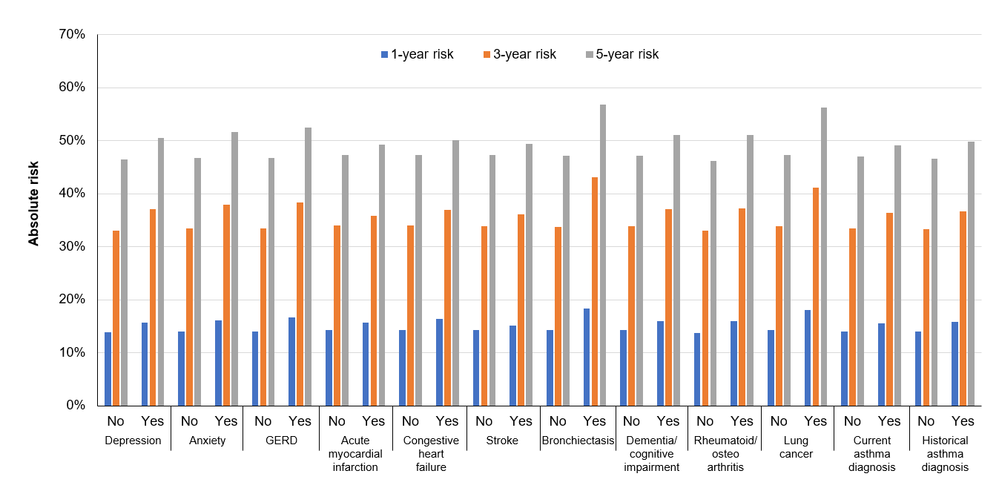 70%
1-year risk 3-year risk 5-year risk
60%
50%
40%
30%
20%
10%
0%
Absolute risk
No Yes No Yes No Yes No Yes No Yes No Yes No Yes No Yes No Yes No Yes No Yes No Yes
Depression
Anxiety
GERD
Acute
myocardial
infarction
Congestive
heart
failure
Stroke
Bronchiectasis
Dementia/
cognitive
impairment
Rheumatoid/
osteo
arthritis
Lung
cancer
Current
asthma
diagnosis
Historical
asthma
diagnosis